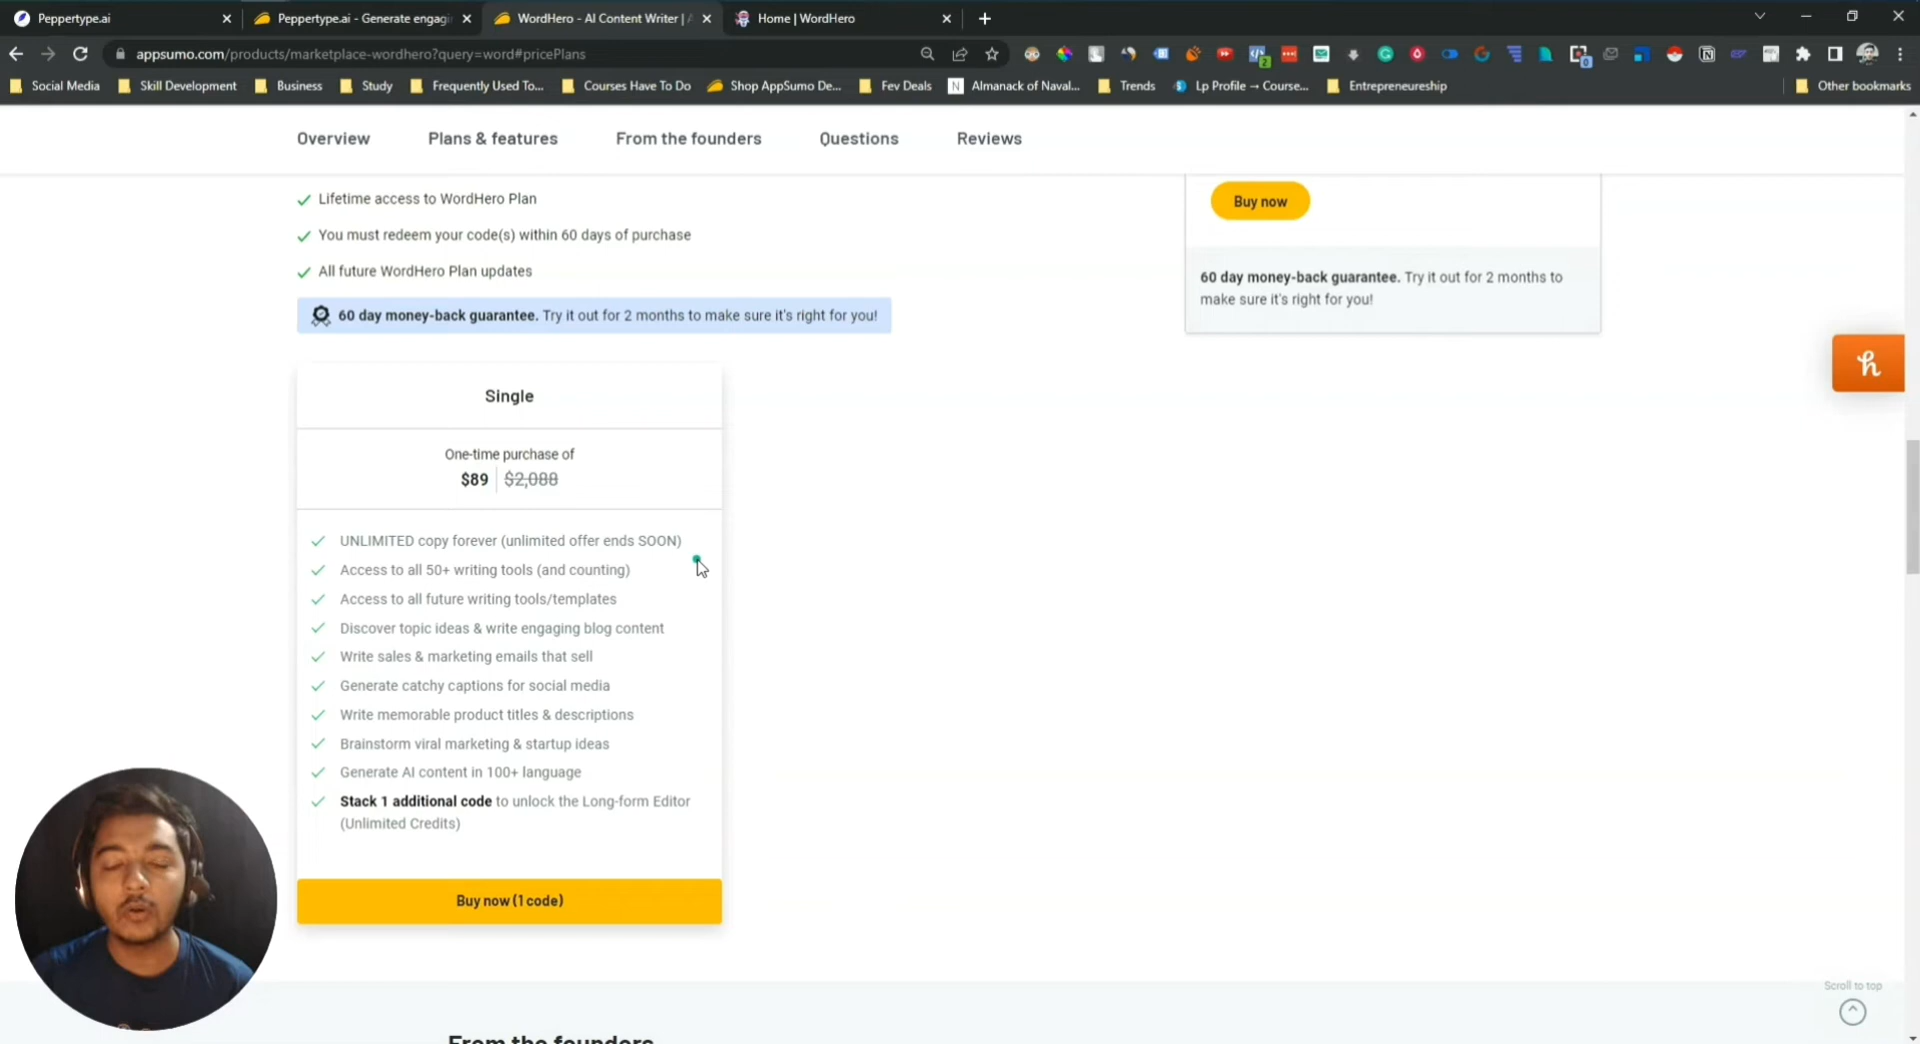 Peppertype.ai
Peppertype.ai - Generate engagi
WordHero - AI Content Writer | A
Home | WordHero
appsumo.com/products/marketplace-wordhero?query=word#pricePlans
Social Media
Skill Development
Business
Study
Frequently Used To...
Courses Have To Do
Shop AppSumo De...
Fev Deals
Almanack of Naval...
Trends
Lp Profile → Course...
Entrepreneureship
Other bookmarks
Overview
Plans & features
From the founders
Questions
Reviews
Lifetime access to WordHero Plan
You must redeem your code(s) within 60 days of purchase
All future WordHero Plan updates
60 day money-back guarantee. Try it out for 2 months to make sure it's right for you!
Buy now
60 day money-back guarantee. Try it out for 2 months to
make sure it's right for you!
Single
One-time purchase of
$89 $2,088
UNLIMITED copy forever (unlimited offer ends SOON)
Access to all 50+ writing tools (and counting)
Access to all future writing tools/templates
Discover topic ideas & write engaging blog content
Write sales & marketing emails that sell
Generate catchy captions for social media
Write memorable product titles & descriptions
Brainstorm viral marketing & startup ideas
Generate AI content in 100+ language
Stack 1 additional code to unlock the Long-form Editor
(Unlimited Credits)
Buy now (1 code)
Scroll to top
From the founders